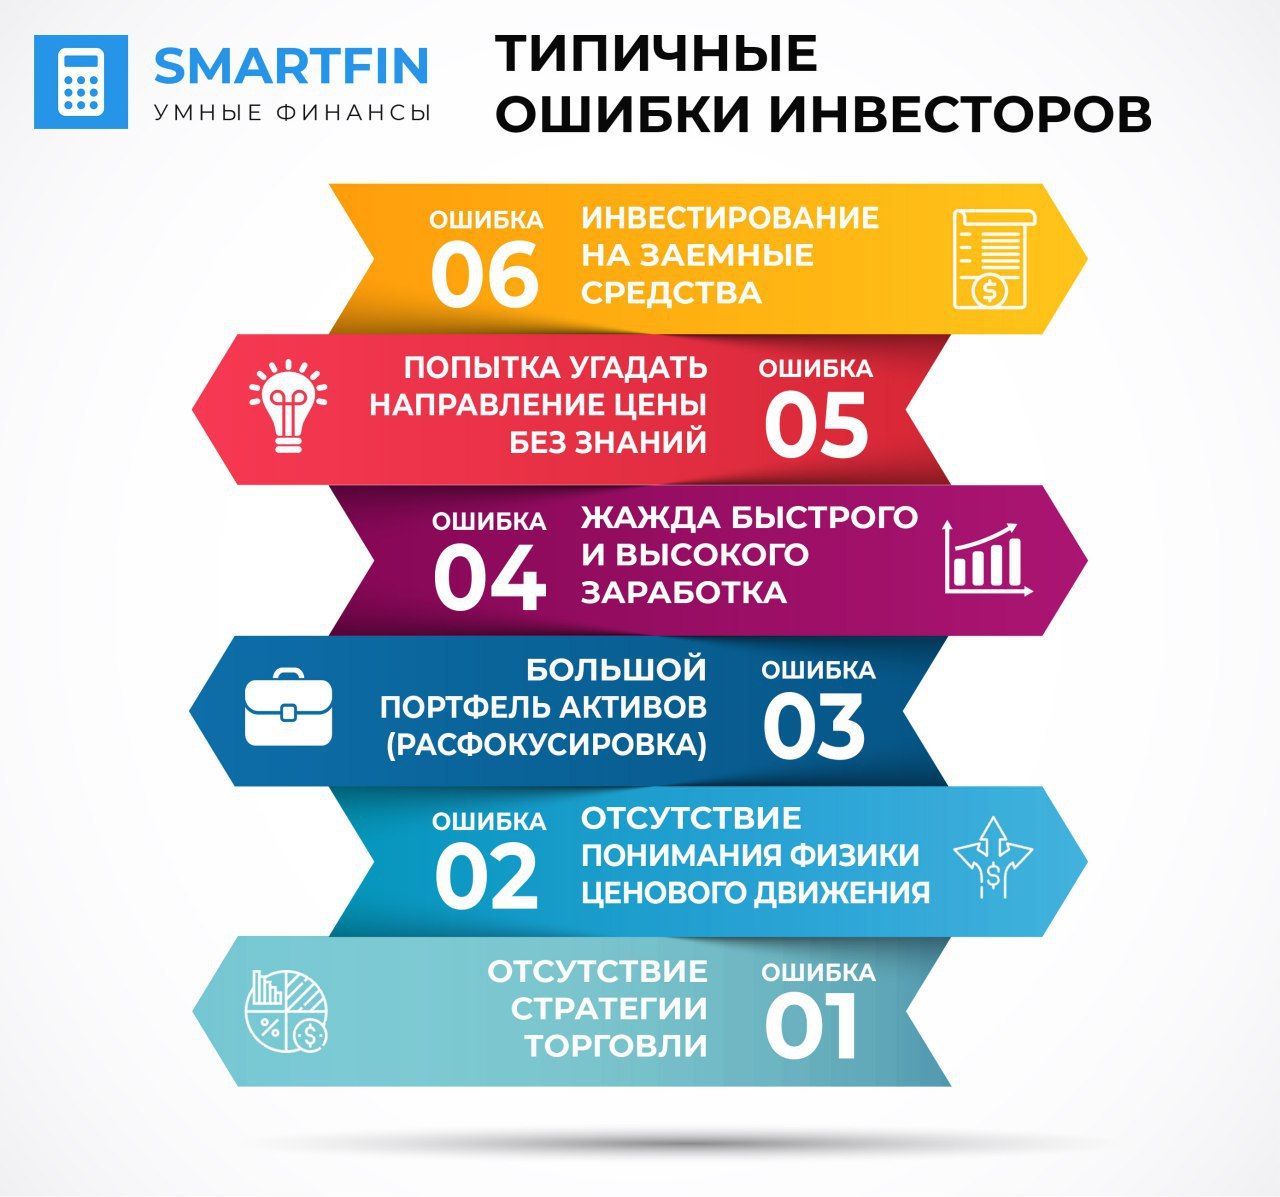 SMARTFIN
УМНЫЕ ФИНАНСЫ
ТИПИЧНЫЕ
ОШИБКИ ИНВЕСТОРОВ
ОШИБКА
06
ИНВЕСТИРОВАНИЕ
НА ЗАЕМНЫЕ
СРЕДСТВА
$
ПОПЫТКА УГАДАТЬ
НАПРАВЛЕНИЕ ЦЕНЫ
БЕЗ ЗНАНИЙ
ОШИБКА
05
ОШИБКА
04
ЖАЖДА БЫСТРОГО
И ВЫСОКОГО
ЗАРАБОТКА
БОЛЬШОЙ
ПОРТФЕЛЬ АКТИВОВ
(РАСФОКУСИРОВКА)
ОШИБКА
03
ОШИБКА
02
ОТСУТСТВИЕ
ПОНИМАНИЯ ФИЗИКИ
ЦЕНОВОГО ДВИЖЕНИЯ
$
% $
ОТСУТСТВИЕ
СТРАТЕГИИ
ТОРГОВЛИ
ОШИБКА
01